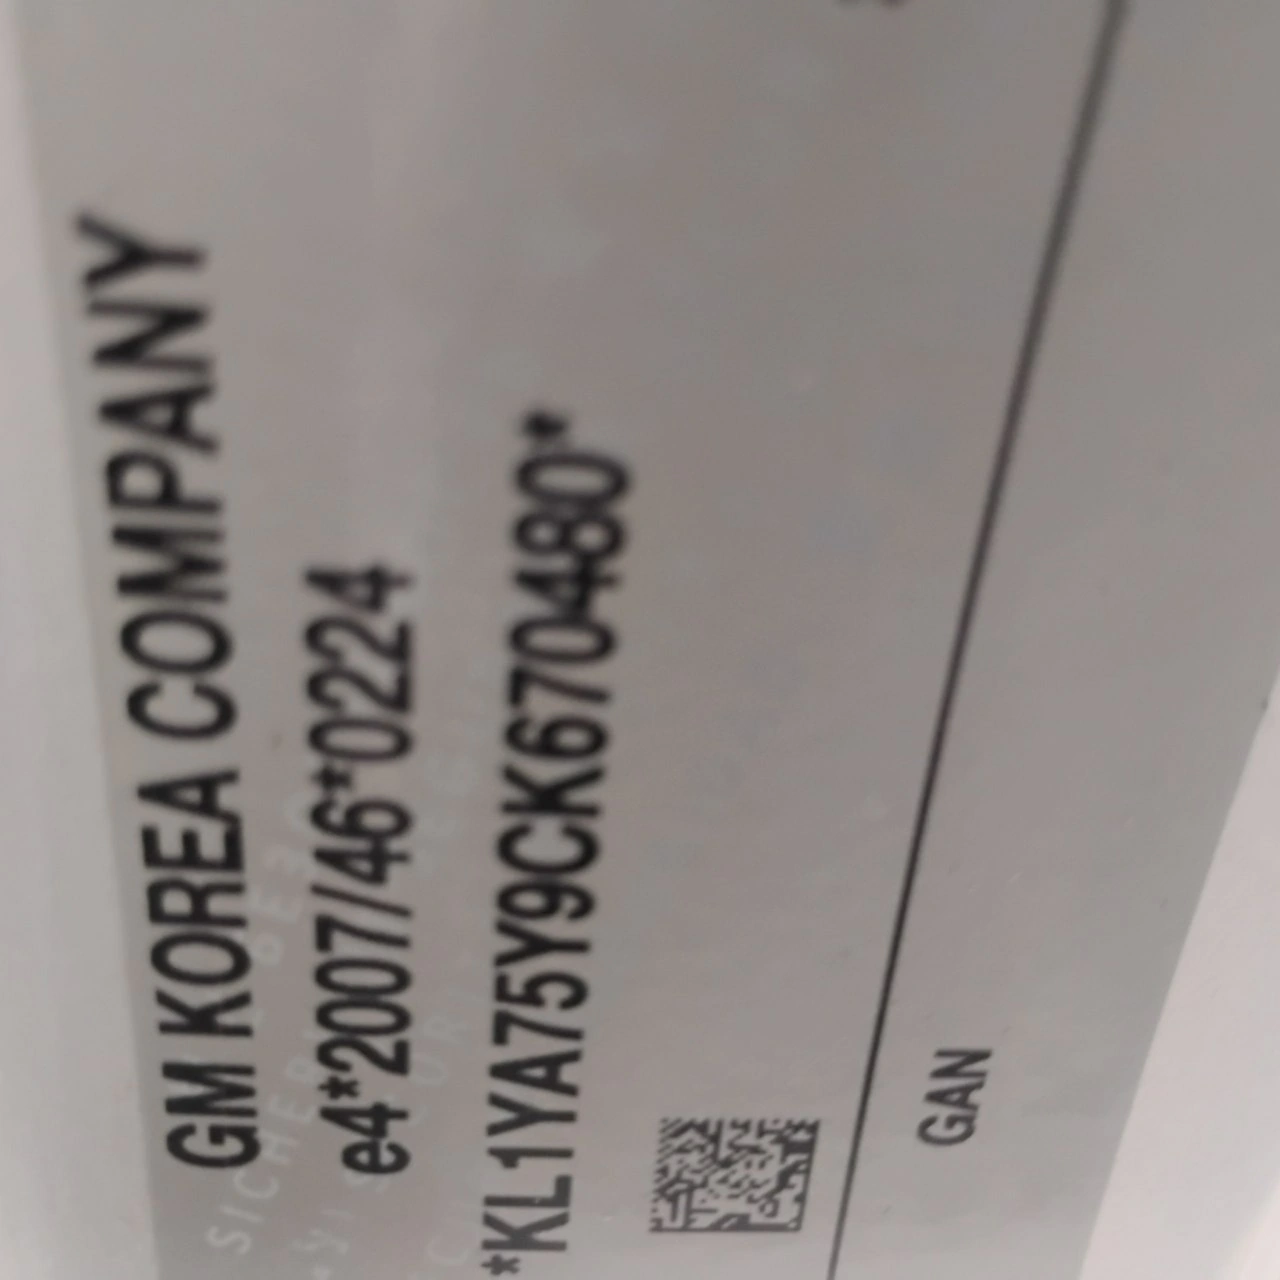 GM KOREA COMPANY
e4*2007/46*0224
*KL1YA75Y9CK670480*
GAN